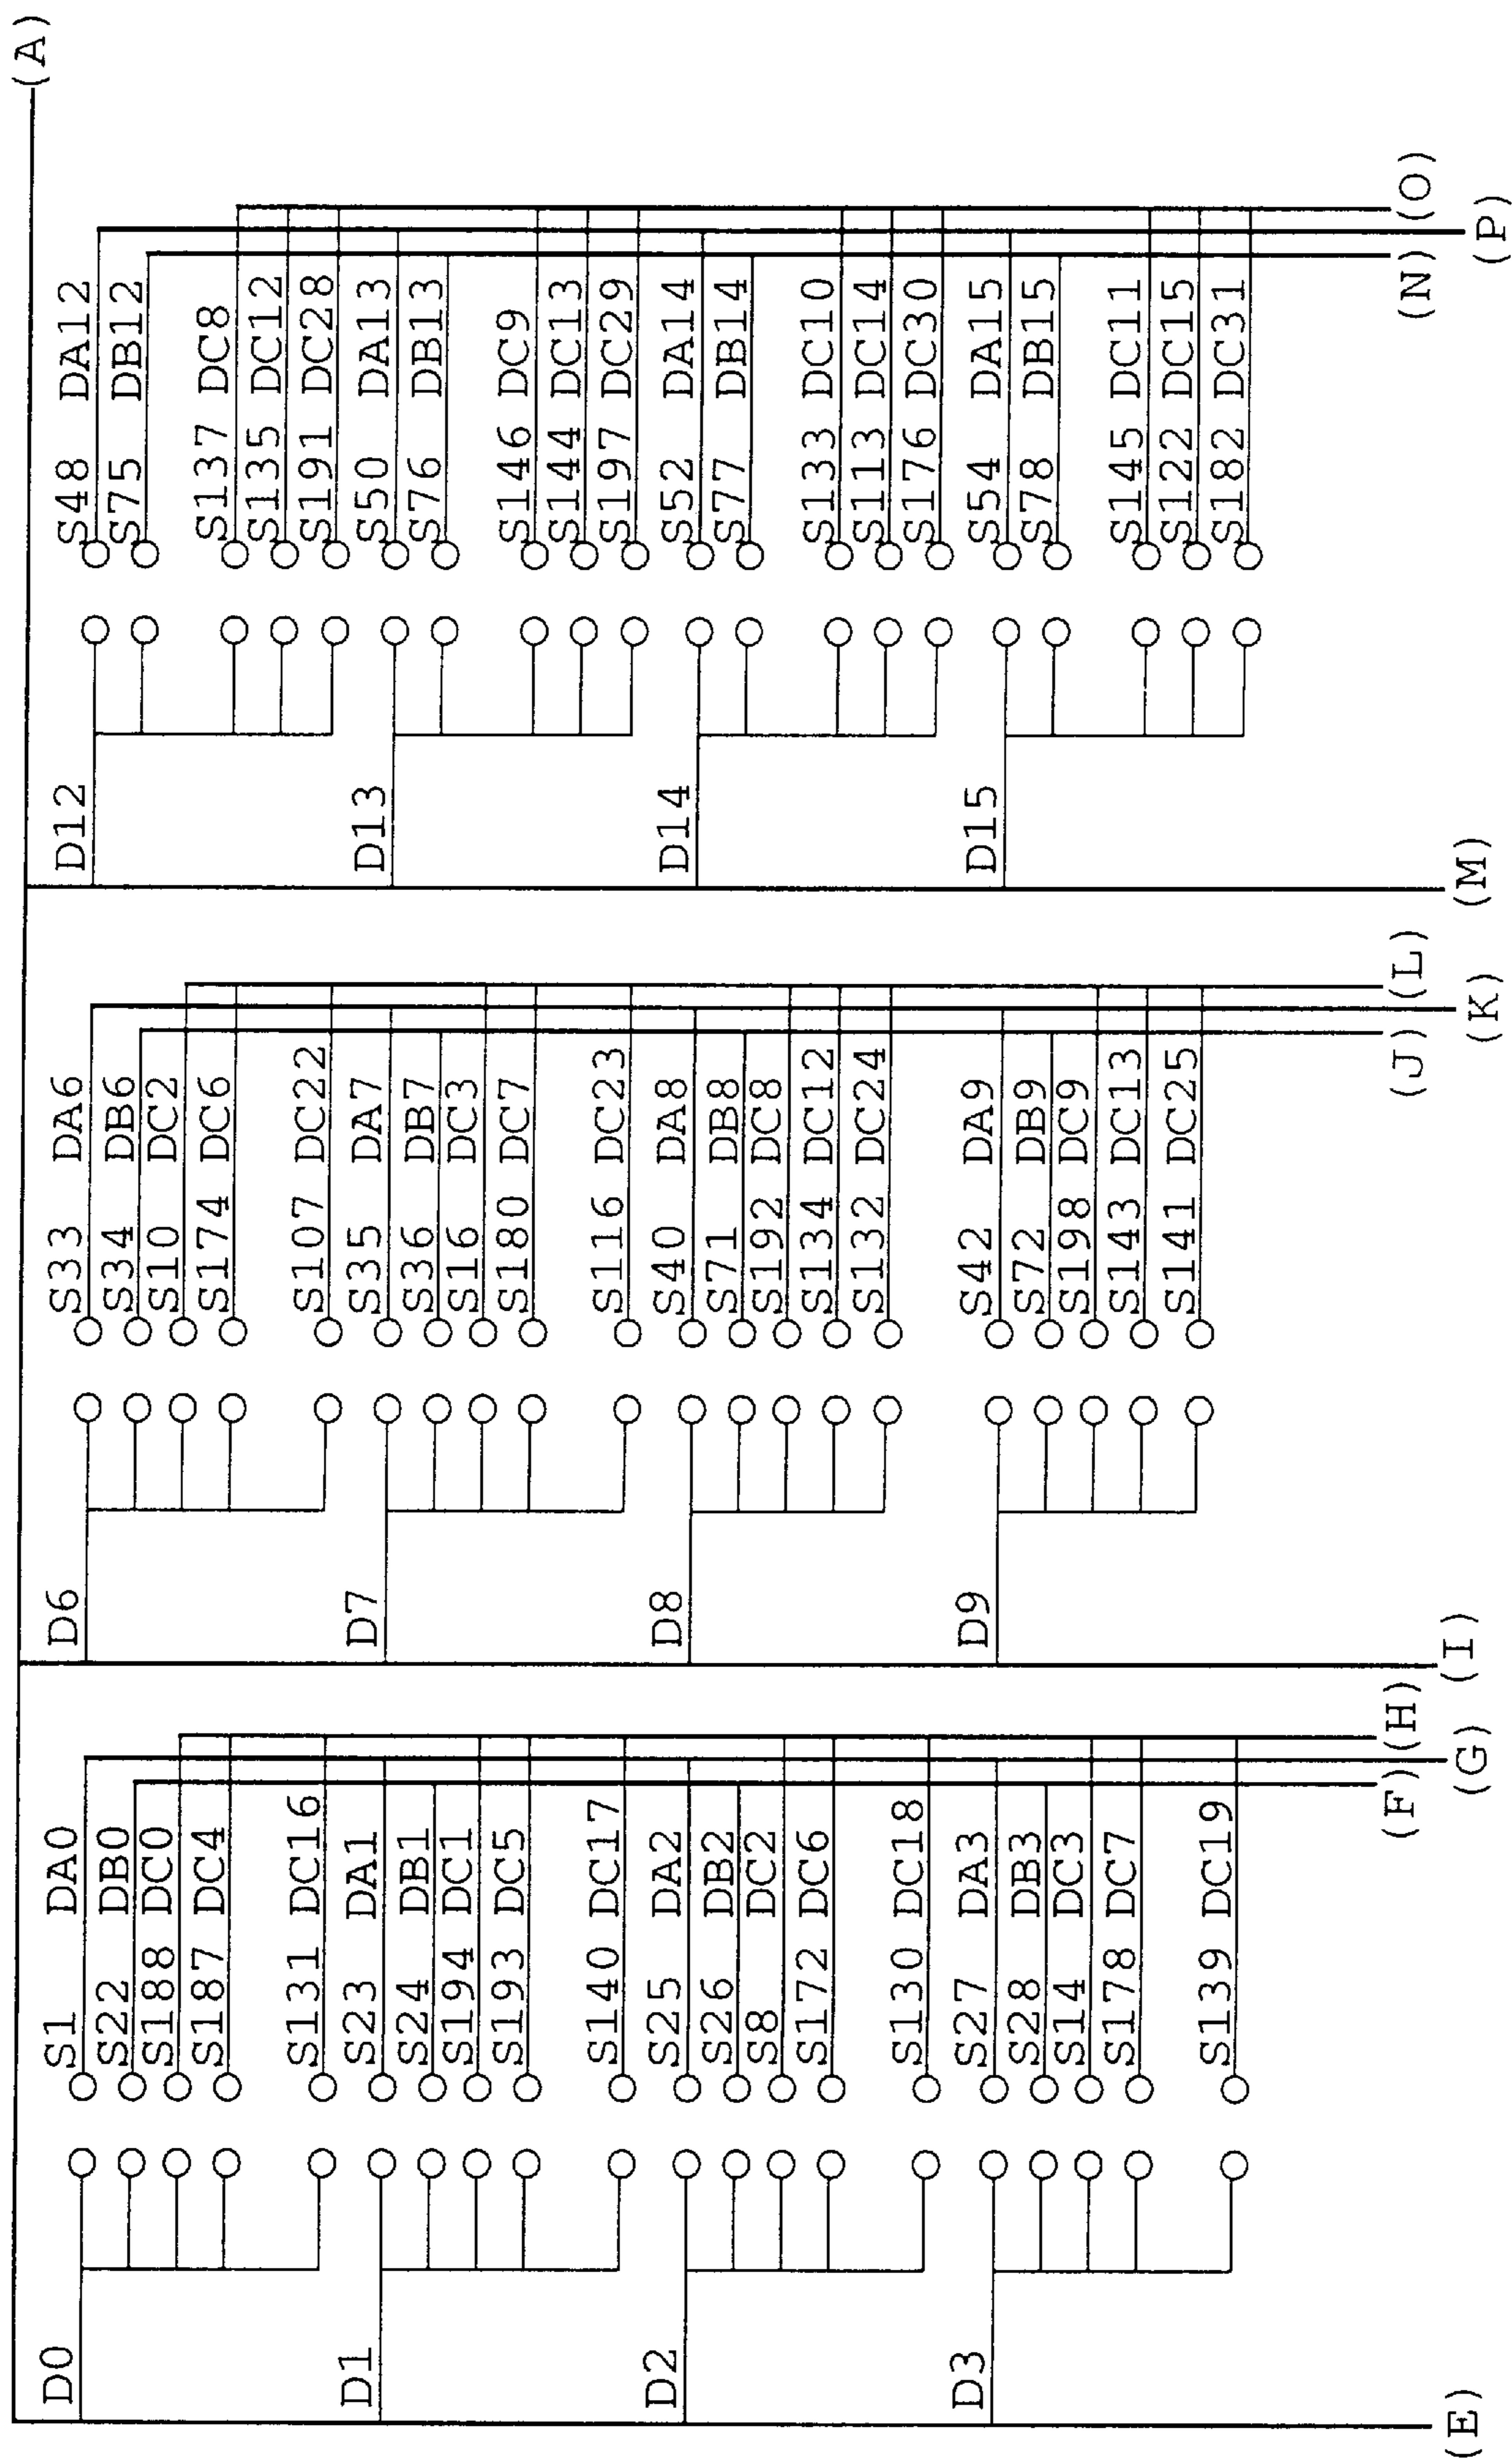 (A)
D0
S1 DA0
S22 DB0
S188 DC0
S187 DC4
S131 DC16
D1
S23 DA1
S24 DB1
S194 DC1
S193 DC5
S140 DC17
D2
S25 DA2
S26 DB2
S8 DC2
S172 DC6
S130 DC18
D3
S27 DA3
S28 DB3
S14 DC3
S178 DC7
S139 DC19
(E)
(F)
(G)
(H)
D6
S33 DA6
S34 DB6
S10 DC2
S174 DC6
S107 DC22
D7
S35 DA7
S36 DB7
S16 DC3
S180 DC7
S116 DC23
D8
S40 DA8
S71 DB8
S192 DC8
S134 DC12
S132 DC24
D9
S42 DA9
S72 DB9
S198 DC9
S143 DC13
S141 DC25
(I)
(J)
(K)
(L)
D12
S48 DA12
S75 DB12
S137 DC8
S135 DC12
S191 DC28
D13
S50 DA13
S76 DB13
S146 DC9
S144 DC13
S197 DC29
D14
S52 DA14
S77 DB14
S133 DC10
S113 DC14
S176 DC30
D15
S54 DA15
S78 DB15
S145 DC11
S122 DC15
S182 DC31
(M)
(N)
(P)
(O)